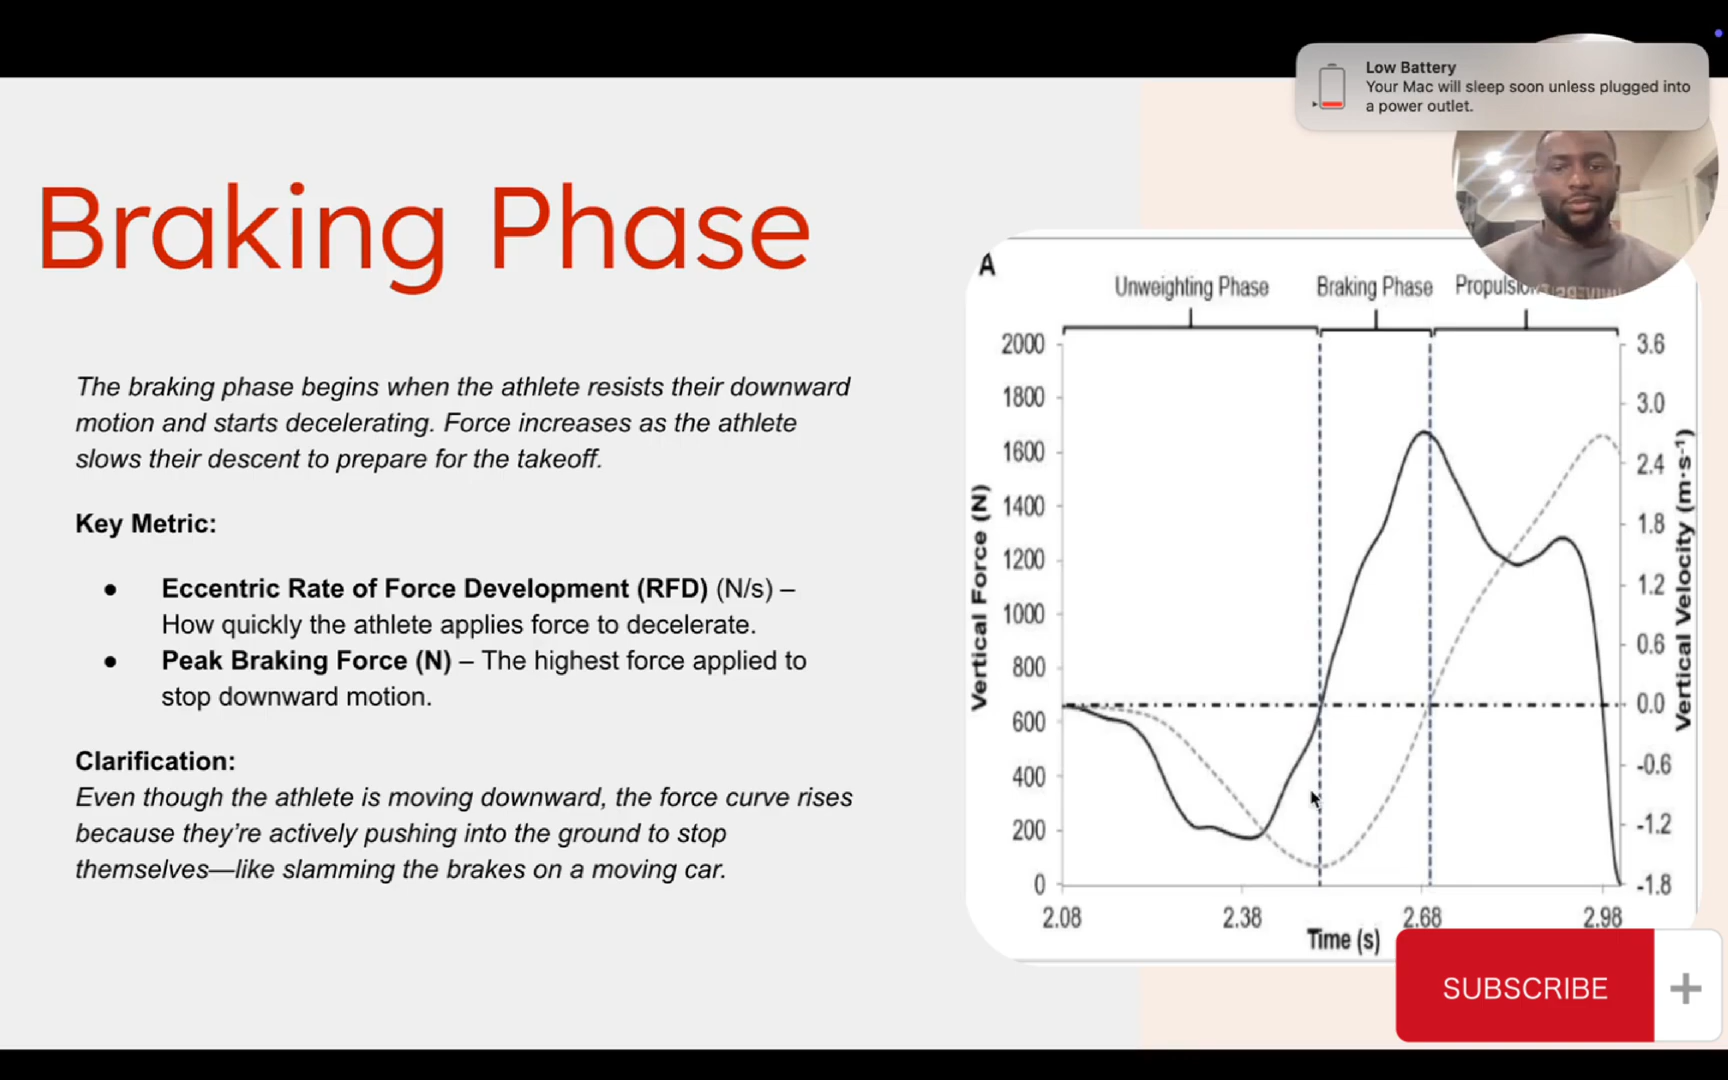 Low Battery
Your Mac will sleep soon unless plugged into
a power outlet.
Braking Phase
The braking phase begins when the athlete resists their downward
motion and starts decelerating. Force increases as the athlete
slows their descent to prepare for the takeoff.
Key Metric:
● Eccentric Rate of Force Development (RFD) (N/s) –
How quickly the athlete applies force to decelerate.
● Peak Braking Force (N) – The highest force applied to
stop downward motion.
Clarification:
Even though the athlete is moving downward, the force curve rises
because they’re actively pushing into the ground to stop
themselves—like slamming the brakes on a moving car.
A
Unweighting Phase Braking Phase
2000 3.6
1800 3.0
1600 2.4
1400 1.8
1200 1.2
1000 0.6
800 0.0
600 -0.6
400 -1.2
200 -1.8
0
Vertical Force (N)
Vertical Velocity (m·s-1)
2.08 2.38 2.68 2.98
Time (s)
SUBSCRIBE +